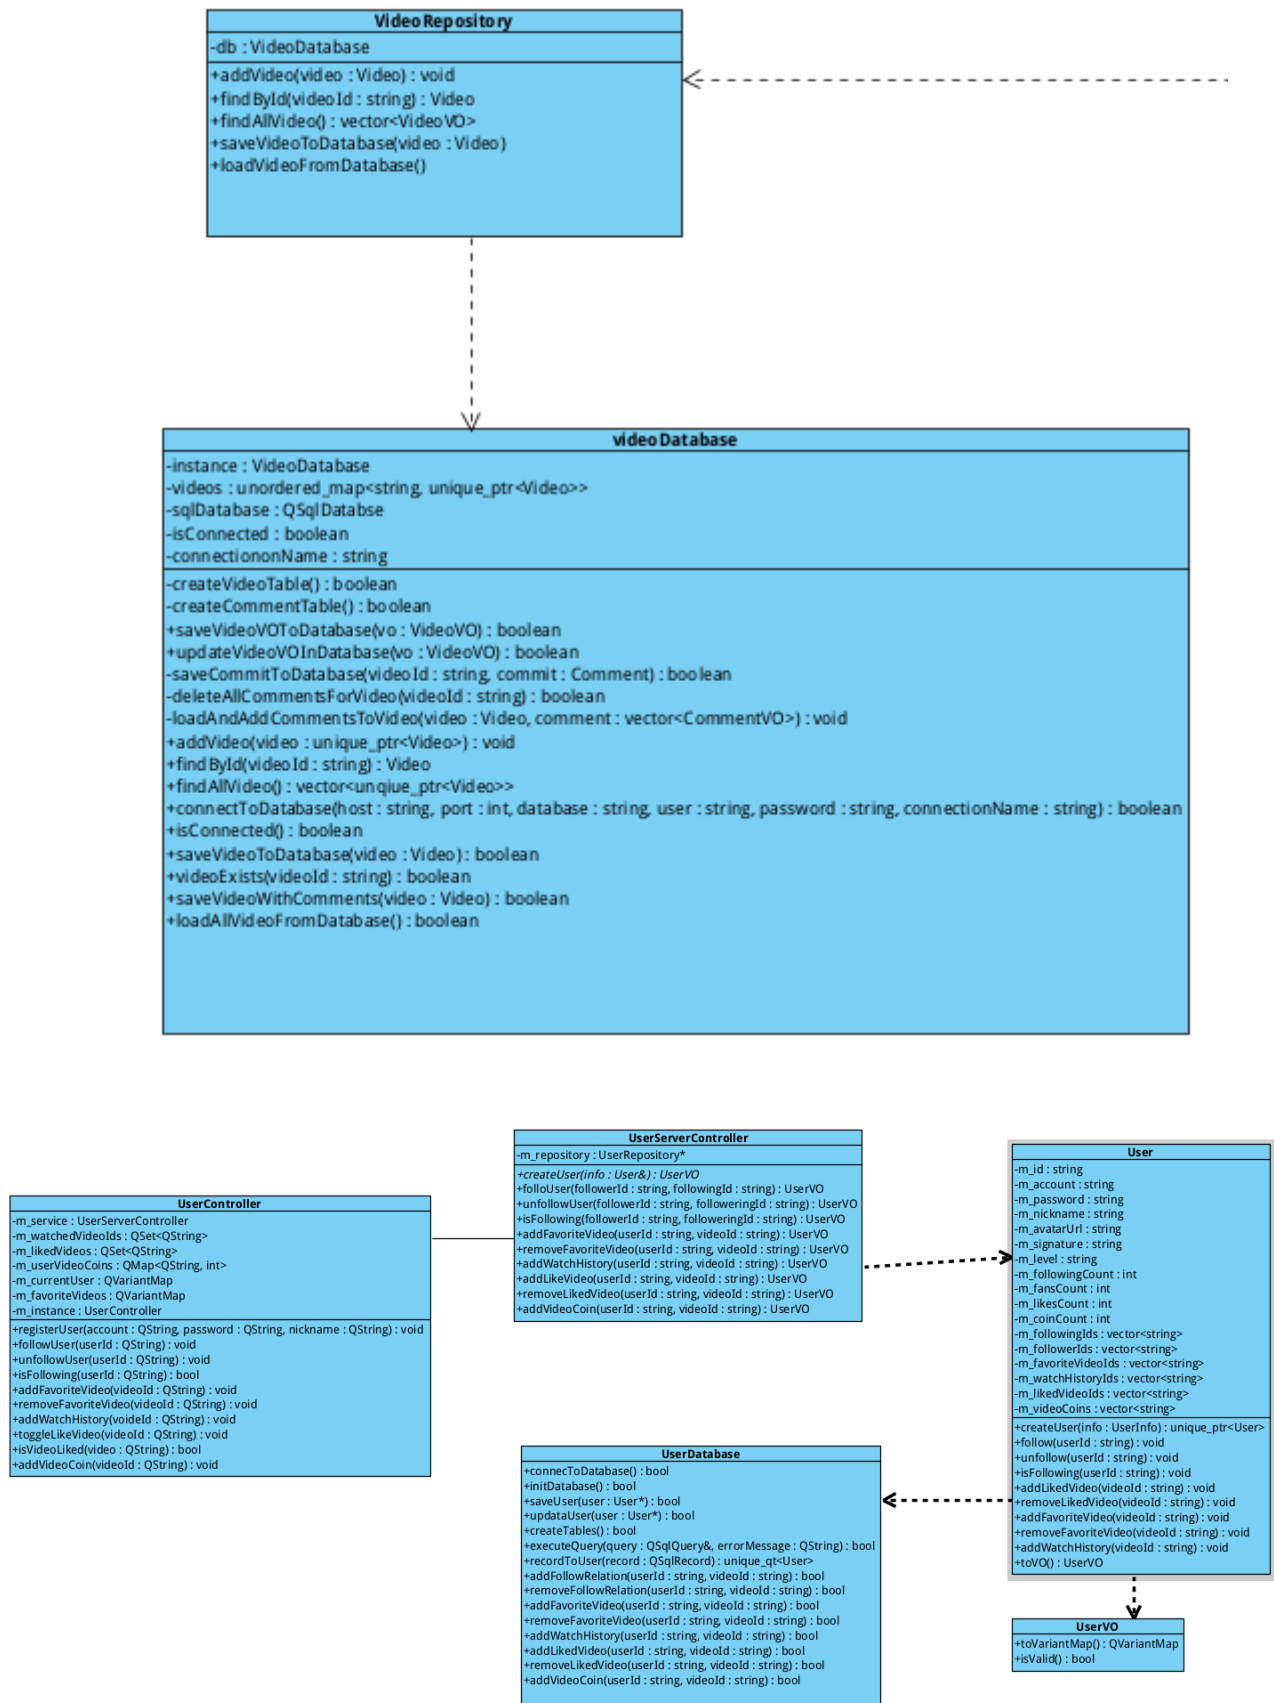 VideoRepository
-db : VideoDatabase
+addVideo(video : Video) : void
+findById(videoId : string) : Video
+findAllVideo() : vector<VideoVO>
+saveVideoToDatabase(video : Video)
+loadVideoFromDatabase()
videoDatabase
-instance : VideoDatabase
-videos : unordered_map<string, unique_ptr<Video>>
-sqlDatabase : QSqlDatabse
-isConnected : boolean
-connectiononName : string
-createVideoTable() : boolean
-createCommentTable() : boolean
+saveVideoVOToDatabase(vo : VideoVO) : boolean
+updateVideoVOInDatabase(vo : VideoVO) : boolean
-saveCommitToDatabase(videoId : string, commit : Comment) : boolean
-deleteAllCommentsForVideo(videoId : string) : boolean
-loadAndAddCommentsToVideo(video : Video, comment : vector<CommentVO>) : void
+addVideo(video : unique_ptr<Video>) : void
+findById(videoId : string) : Video
+findAllVideo() : vector<unqiue_ptr<Video>>
+connectToDatabase(host : string, port : int, database : string, user : string, password : string, connectionName : string) : boolean
+isConnected() : boolean
+saveVideoToDatabase(video : Video) : boolean
+videoExists(videoId : string) : boolean
+saveVideoWithComments(video : Video) : boolean
+loadAllVideoFromDatabase() : boolean
UserController
-m_service : UserServerController
-m_watchedVideoIds : QSet<QString>
-m_likedVideos : QSet<QString>
-m_userVideoCoins : QMap<QString, int>
-m_currentUser : QVariantMap
-m_favoriteVideos : QVariantMap
-m_instance : UserController
+registerUser(account : QString, password : QString, nickname : QString) : void
+followUser(userId : QString) : void
+unfollowUser(userId : QString) : void
+isFollowing(userId : QString) : bool
+addFavoriteVideo(videoId : QString) : void
+removeFavoriteVideo(videoId : QString) : void
+addWatchHistory(voideId : QString) : void
+toggleLikeVideo(videoId : QString) : void
+isVideoLiked(video : QString) : bool
+addVideoCoin(videoId : QString) : void
UserServerController
-m_repository : UserRepository*
+createUser(info : User&) : UserVO
+folloUser(followerId : string, followingId : string) : UserVO
+unfollowUser(followerId : string, followeringId : string) : UserVO
+isFollowing(followerId : string, followeringId : string) : UserVO
+addFavoriteVideo(userId : string, videoId : string) : UserVO
+removeFavoriteVideo(userId : string, videoId : string) : UserVO
+addWatchHistory(userId : string, videoId : string) : UserVO
+addLikeVideo(userId : string, videoId : string) : UserVO
+removeLikedVideo(userId : string, videoId : string) : UserVO
+addVideoCoin(userId : string, videoId : string) : UserVO
User
-m_id : string
-m_account : string
-m_password : string
-m_nickname : string
-m_avatarUrl : string
-m_signature : string
-m_level : string
-m_followingCount : int
-m_fansCount : int
-m_likesCount : int
-m_coinCount : int
-m_followingIds : vector<string>
-m_followerIds : vector<string>
-m_favoriteVideoIds : vector<string>
-m_watchHistoryIds : vector<string>
-m_likedVideoIds : vector<string>
-m_videoCoins : vector<string>
+createUser(info : UserInfo) : unique_ptr<User>
+follow(userId : string) : void
+unfollow(userId : string) : void
+isFollowing(userId : string) : void
+addLikedVideo(videoId : string) : void
+removeLikedVideo(videoId : string) : void
+addFavoriteVideo(videoId : string) : void
+removeFavoriteVideo(videoId : string) : void
+addWatchHistory(videoId : string) : void
+toVO() : UserVO
UserDatabase
+connecToDatabase() : bool
+initDatabase() : bool
+saveUser(user : User*) : bool
+updataUser(user : User*) : bool
+createTables() : bool
+executeQuery(query : QSqlQuery&, errorMessage : QString) : bool
+recordToUser(record : QSqlRecord) : unique_qt<User>
+addFollowRelation(userId : string, videoId : string) : bool
+removeFollowRelation(userId : string, videoId : string) : bool
+addFavoriteVideo(userId : string, videoId : string) : bool
+removeFavoriteVideo(userId : string, videoId : string) : bool
+addWatchHistory(userId : string, videoId : string) : bool
+addLikedVideo(userId : string, videoId : string) : bool
+removeLikedVideo(userId : string, videoId : string) : bool
+addVideoCoin(userId : string, videoId : string) : bool
UserVO
+toVariantMap() : QVariantMap
+isValid() : bool